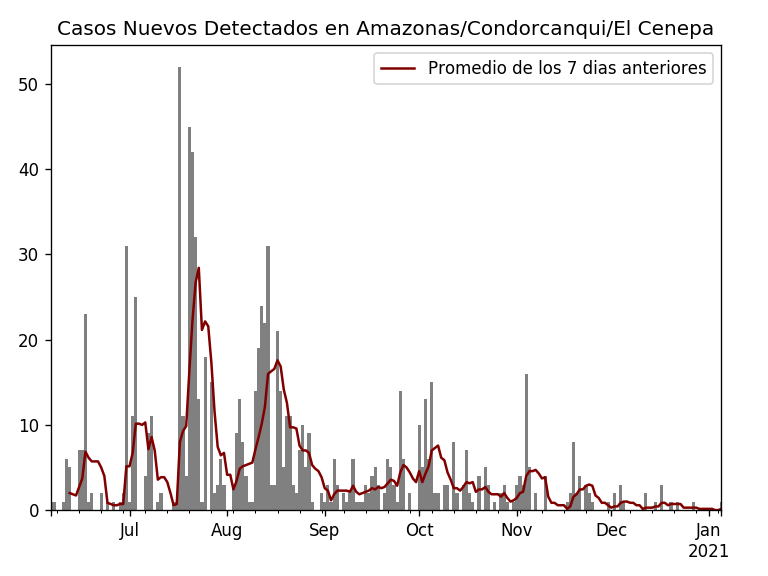 Casos Nuevos Detectados en Amazonas/Condorcanqui/El Cenepa
Promedio de los 7 dias anteriores
50
40
30
20
10
0
Jul Aug Sep Oct Nov Dec Jan
2021